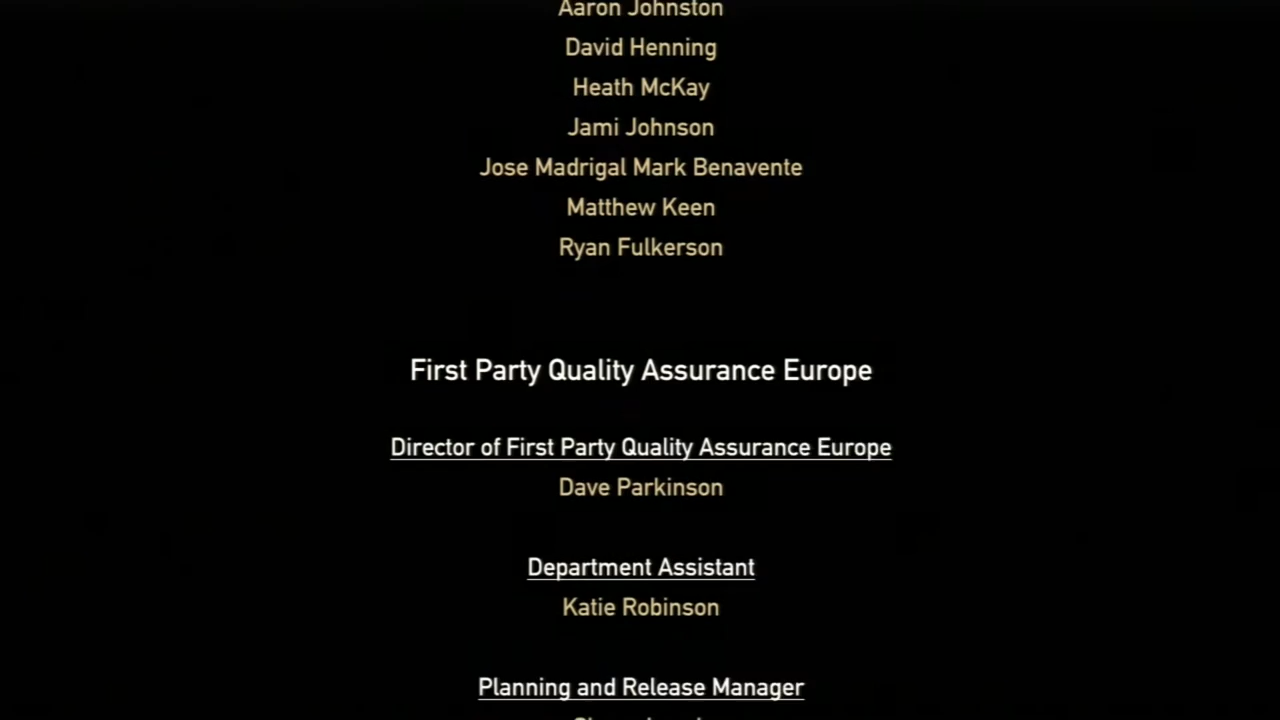 Aaron Johnston
David Henning
Heath McKay
Jami Johnson
Jose Madrigal Mark Benavente
Matthew Keen
Ryan Fulkerson
First Party Quality Assurance Europe
Director of First Party Quality Assurance Europe
Dave Parkinson
Department Assistant
Katie Robinson
Planning and Release Manager